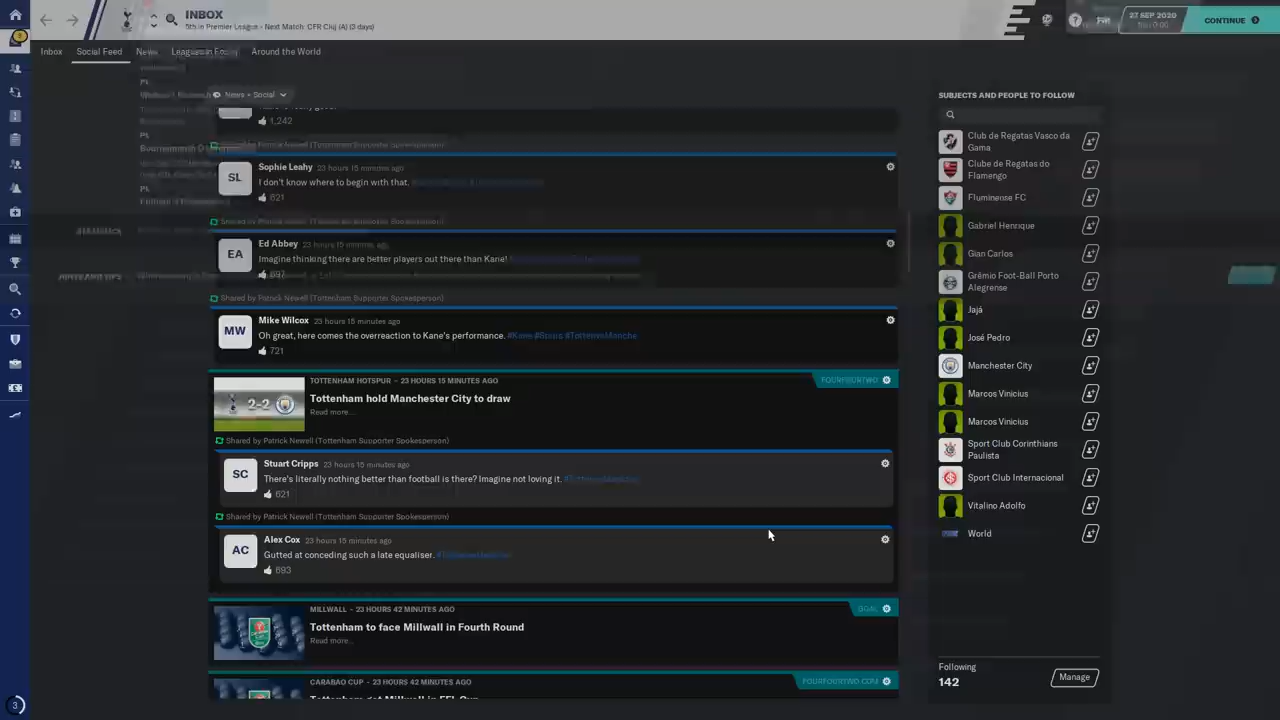 INBOX
5th in Premier League • Next Match: CFR Cluj (A) (3 days)
27 SEP 2020
CONTINUE
Inbox
Social Feed
News
Around the World
News + Social
1,242
Sophie Leahy 23 hours 15 minutes ago
I don't know where to begin with that.
621
Ed Abbey 23 hours 15 minutes ago
Imagine thinking there are better players out there than Kane!
697
Shared by Patrick Newell (Tottenham Supporter Spokesperson)
MW
Mike Wilcox 23 hours 15 minutes ago
Oh great, here comes the overreaction to Kane's performance.
721
TOTTENHAM HOTSPUR - 23 HOURS 15 MINUTES AGO
FOURFOURTWO
2-2
Tottenham hold Manchester City to draw
Read more...
Shared by Patrick Newell (Tottenham Supporter Spokesperson)
SC
Stuart Cripps 23 hours 15 minutes ago
There's literally nothing better than football is there? Imagine not loving it.
621
Shared by Patrick Newell (Tottenham Supporter Spokesperson)
AC
Alex Cox 23 hours 15 minutes ago
Gutted at conceding such a late equaliser.
693
MILLWALL - 23 HOURS 42 MINUTES AGO
GOAL
Tottenham to face Millwall in Fourth Round
Read more...
CARABAO CUP - 23 HOURS 42 MINUTES AGO
FOURFOURTWO.COM
SUBJECTS AND PEOPLE TO FOLLOW
Club de Regatas Vasco da
Gama
Clube de Regatas do
Flamengo
Fluminense FC
Gabriel Henrique
Gian Carlos
Grêmio Foot-Ball Porto
Alegrense
Jajá
José Pedro
Manchester City
Marcos Vinicius
Marcos Vinicius
Sport Club Corinthians
Paulista
Sport Club Internacional
Vitalino Adolfo
World
Following
142
Manage
3